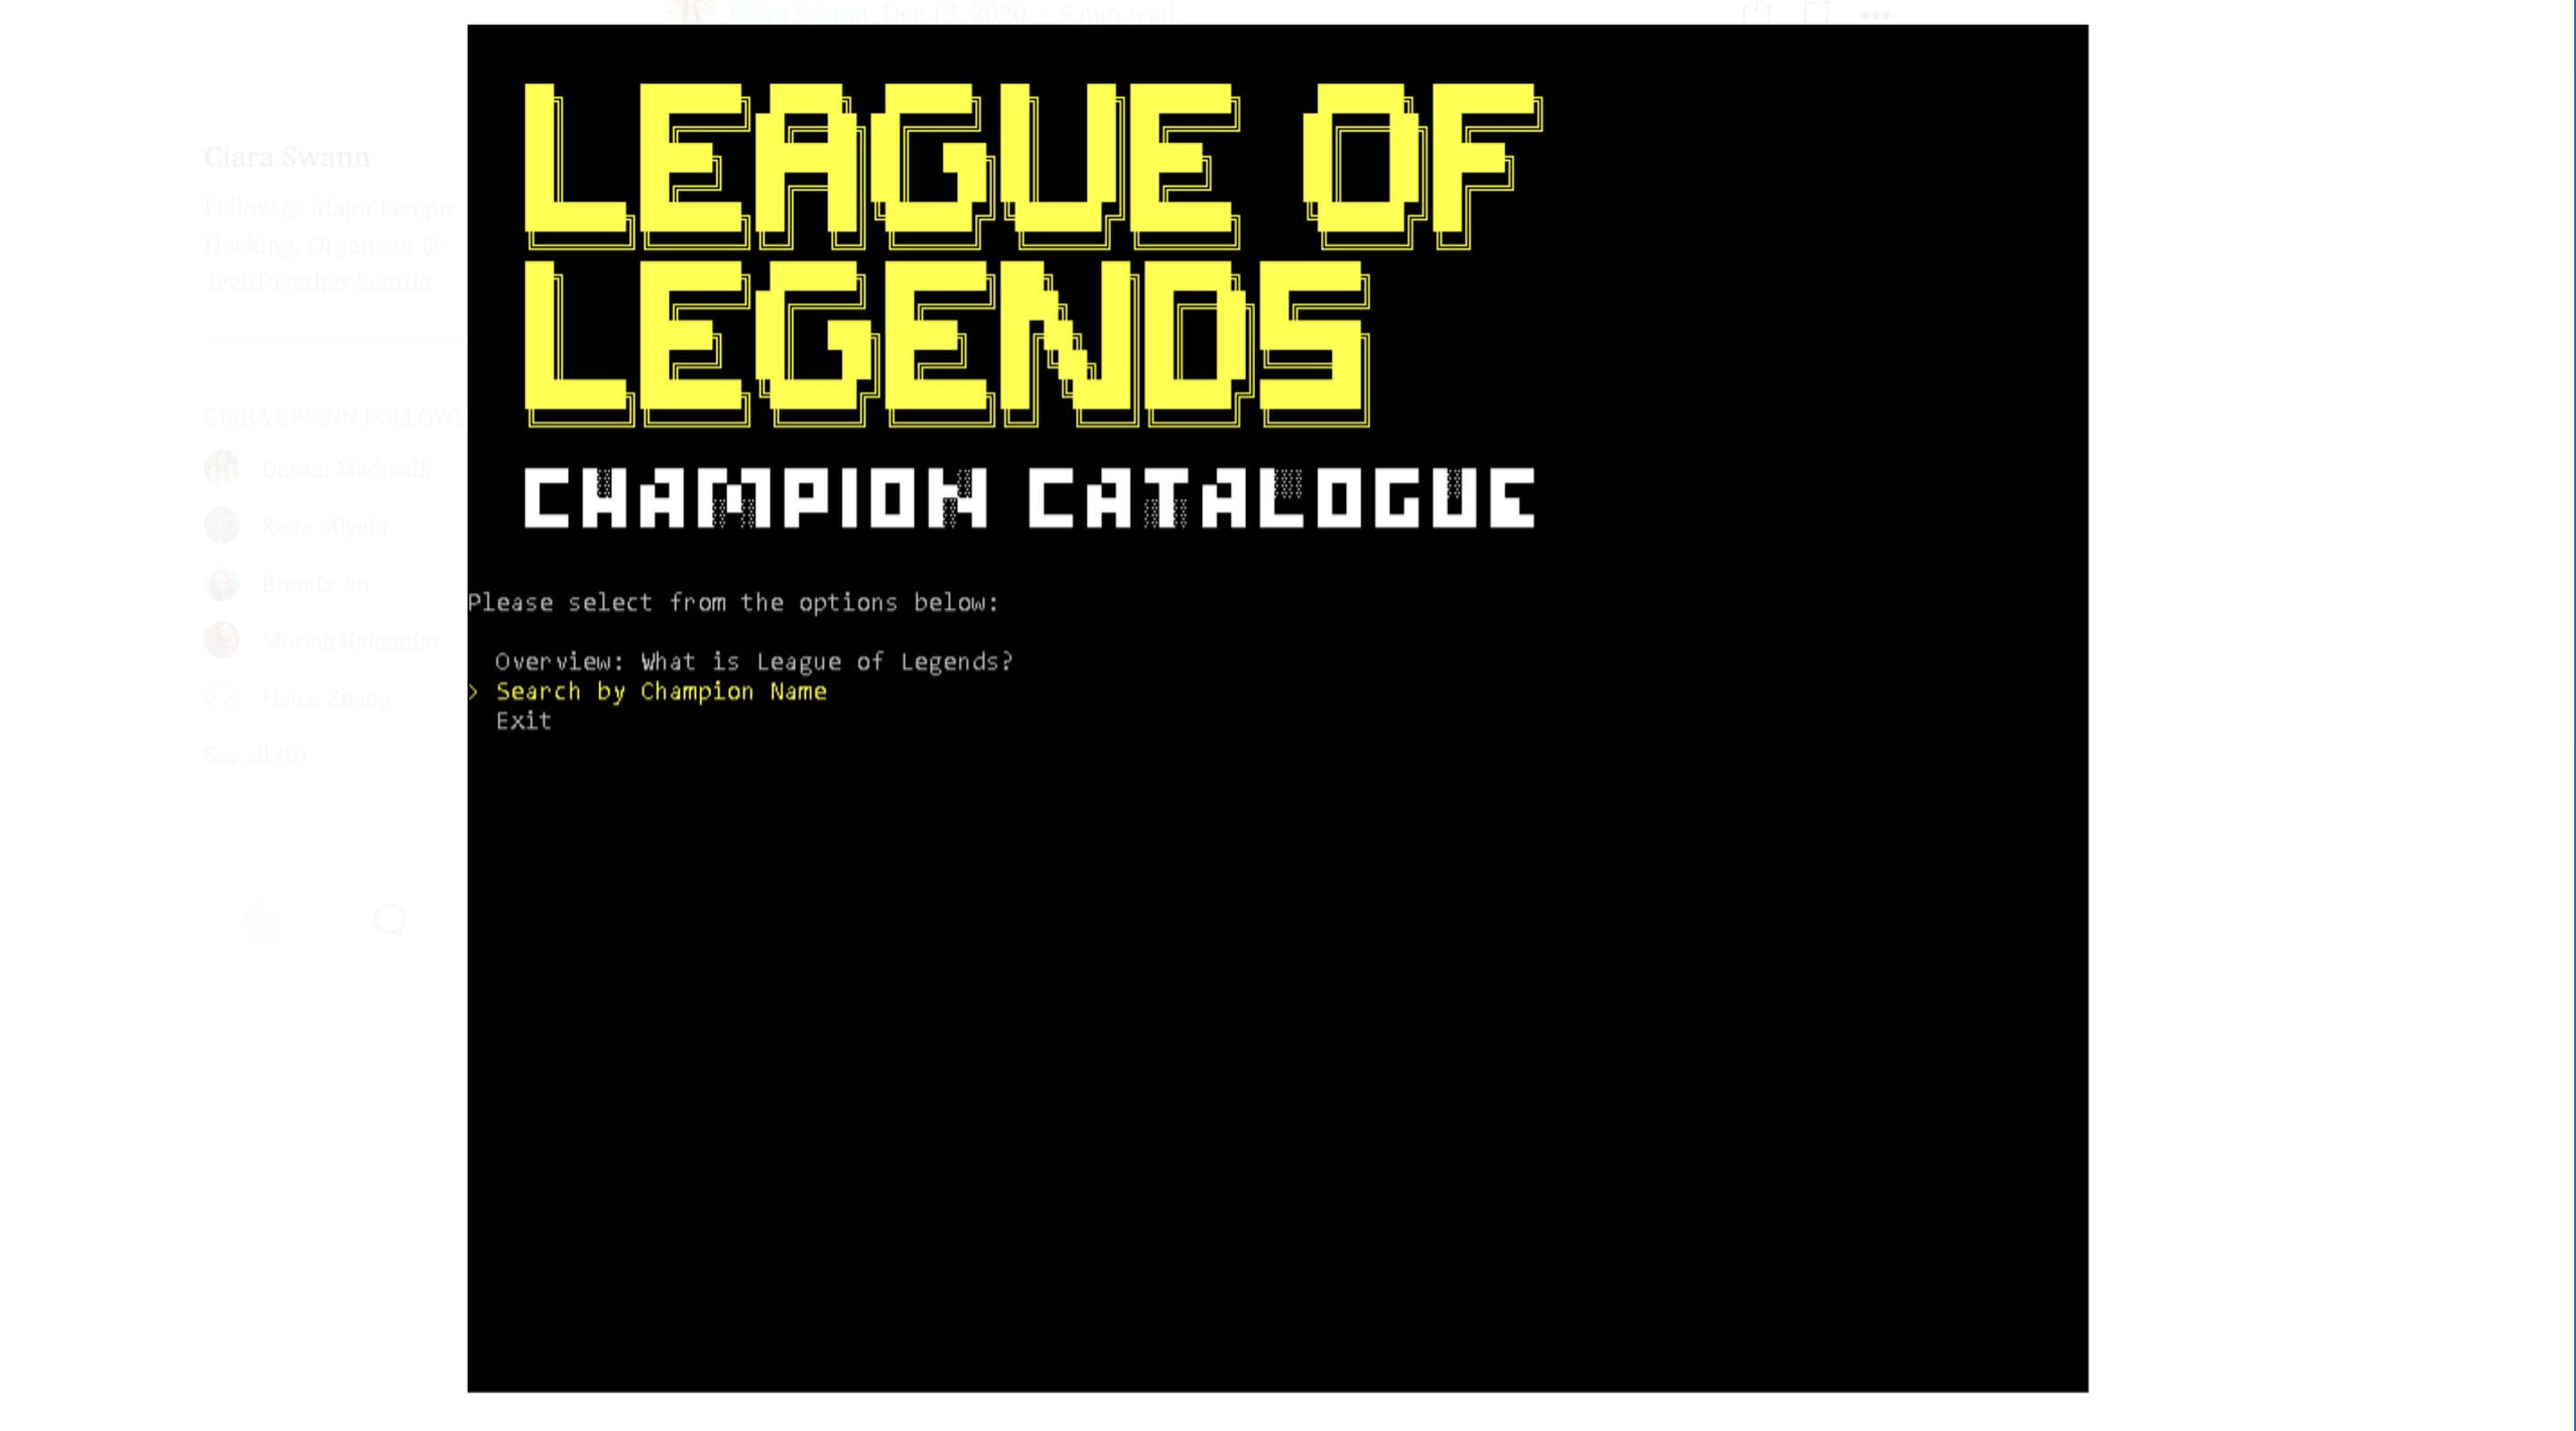 Ciara Swann Dec 13, 2020 · 5 min read
Ciara Swann
Fellow @ Major League
Hacking, Organizer @
TechTogether Seattle
CIARA SWANN FOLLOWS
Dasani Madipalli
Keita Miyaki
Brenda Jin
Moriah Rahamim
Helen Zhang
See all (9)
LEAGUE OF
LEGENDS
CHAMPION CATALOGUE
Please select from the options below:
Overview: What is League of Legends?
> Search by Champion Name
Exit